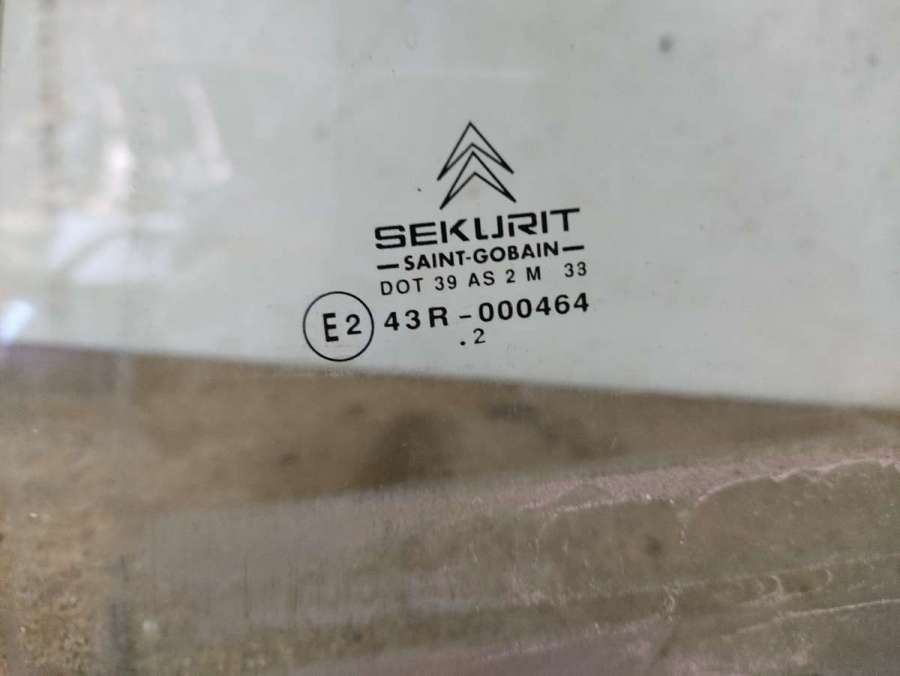 SEKURIT
SAINT-GOBAIN
DOT 39 AS 2 M 33
E2 43R-000464
.2